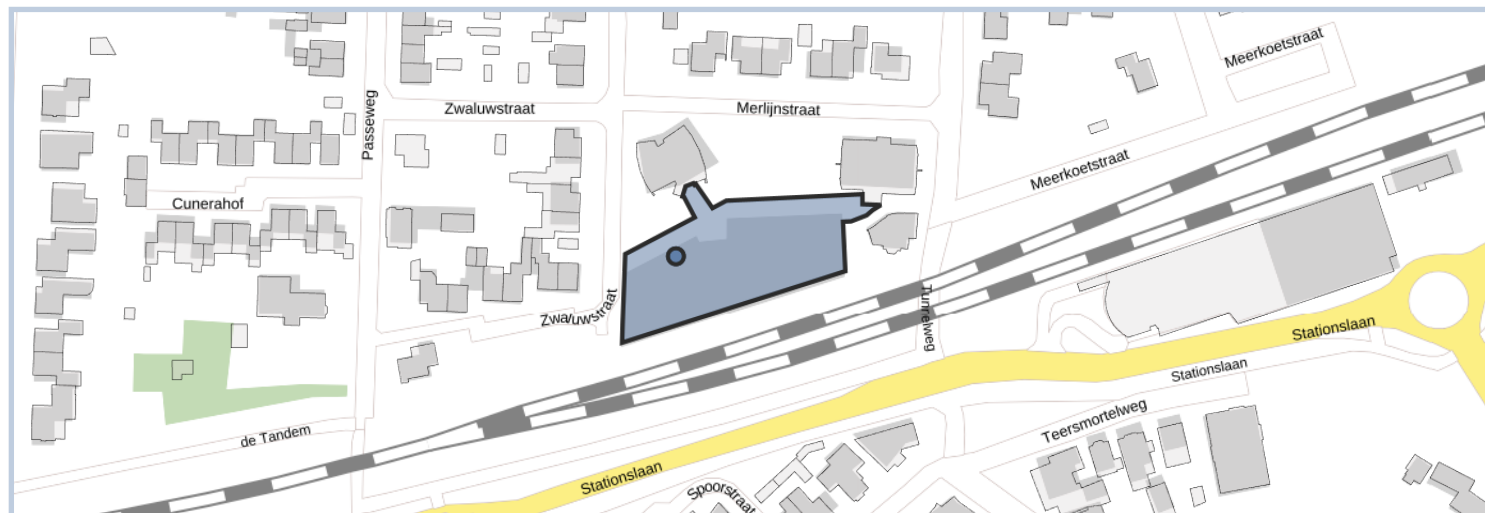 Meerkoetstraat
Zwaluwstraat
Merlijnstraat
Passeweg
Meerkoetstraat
Cunerahof
Zwaluwstraat
Tunnelweg
Stationslaan
Stationslaan
Teersmortelweg
de Tandem
Stationslaan
Spoorstraat